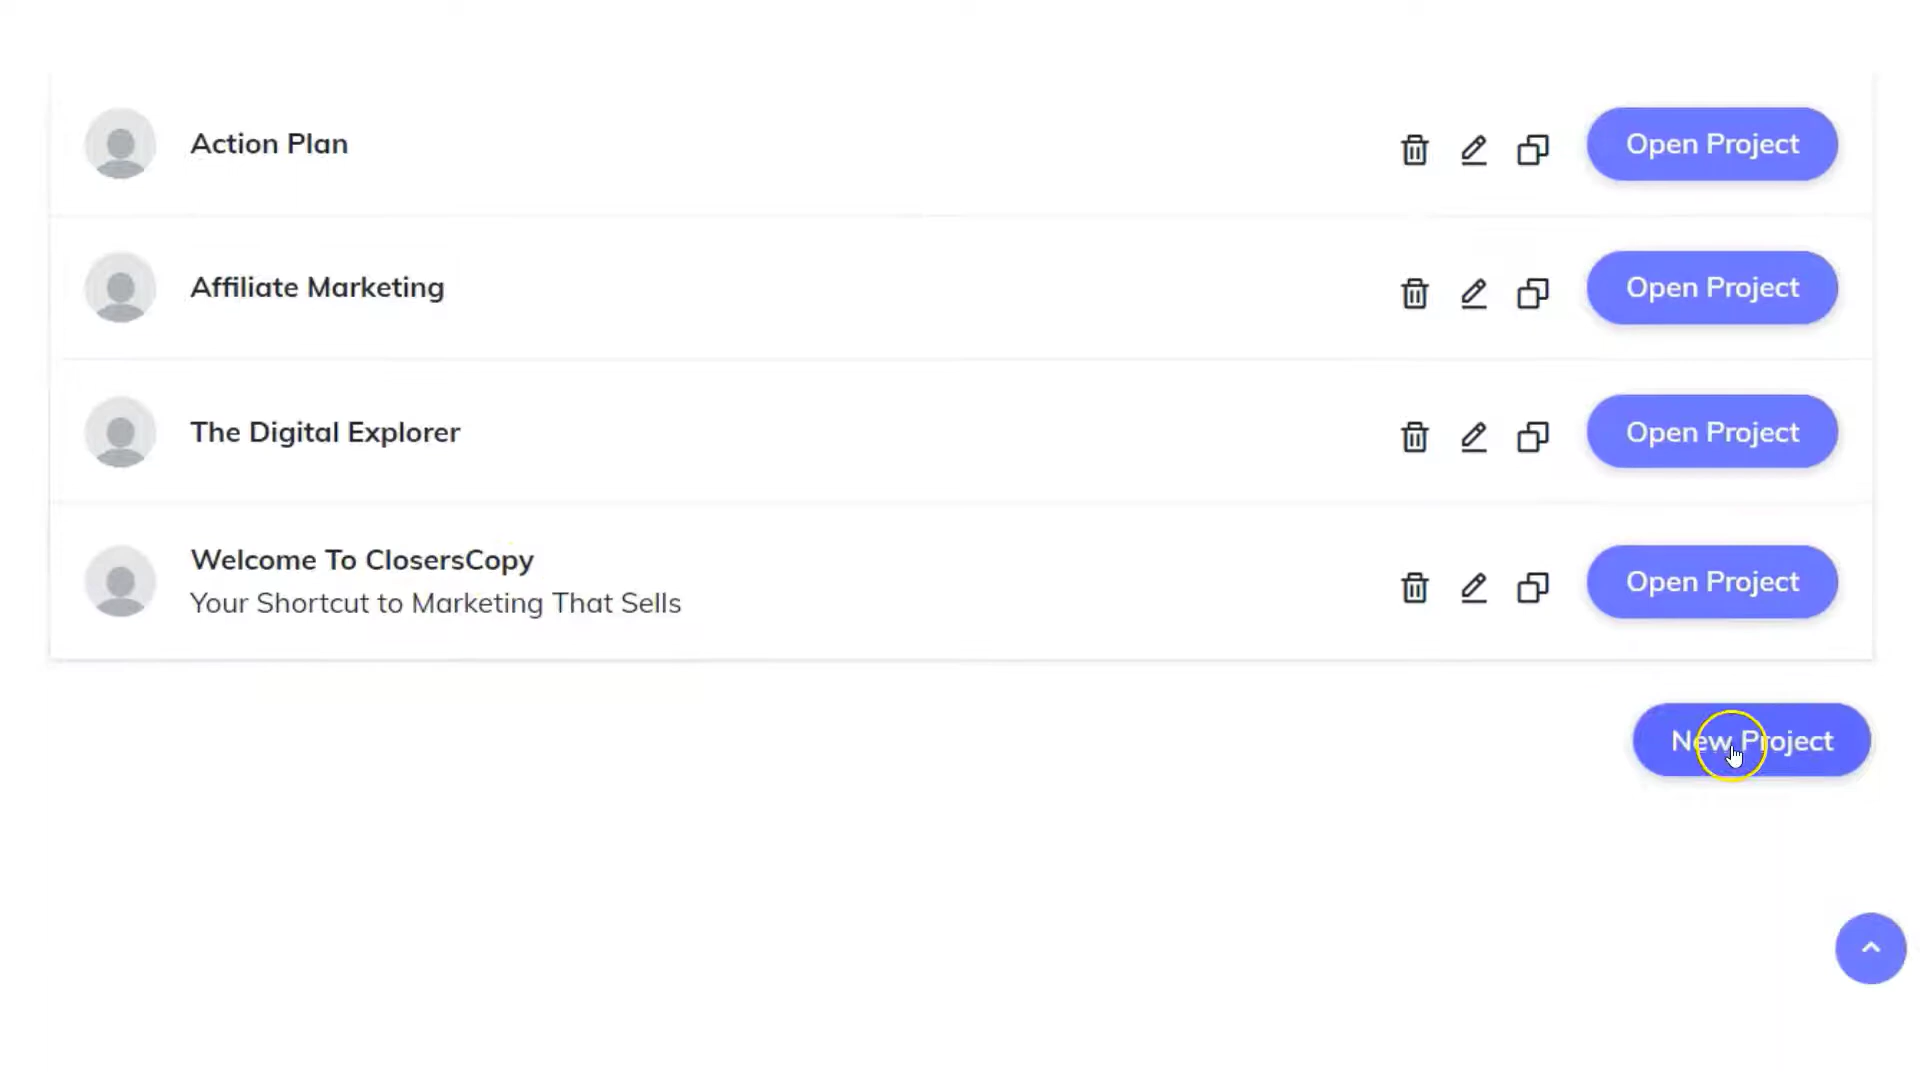 Action Plan
Open Project
Affiliate Marketing
Open Project
The Digital Explorer
Open Project
Welcome To ClosersCopy
Your Shortcut to Marketing That Sells
Open Project
New Project